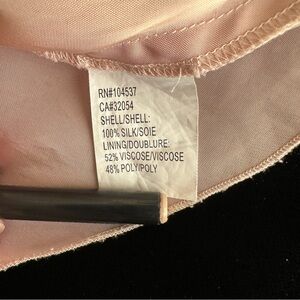 RN#104537
CA#32054
SHELL/SHELL:
100% SILK/SOIE
LINING/DOUBLURE:
52% VISCOSE/VISCOSE
48% POLY/POLY